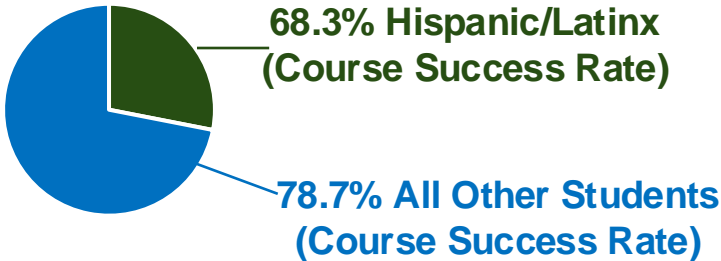 68.3% Hispanic/Latinx
(Course Success Rate)
78.7% All Other Students
(Course Success Rate)